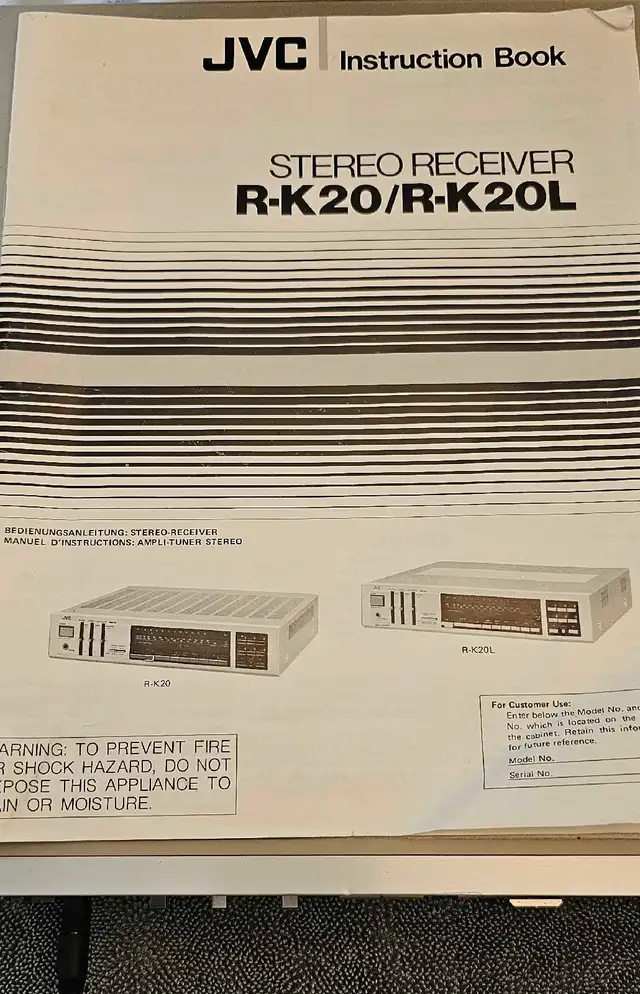 JVC
Instruction Book
STEREO RECEIVER
R-K20/R-K20L
BEDIENUNGSANLEITUNG: STEREO-RECEIVER
MANUEL D'INSTRUCTIONS: AMPLI-TUNER STEREO
JVC
R-K20
JVC
R-K20L
For Customer Use:
Enter below the Model No. and
No. which is located on the
the cabinet. Retain this info
for future reference.
Model No.
Serial No.
ARNING: TO PREVENT FIRE
R SHOCK HAZARD, DO NOT
XPOSE THIS APPLIANCE TO
IN OR MOISTURE.